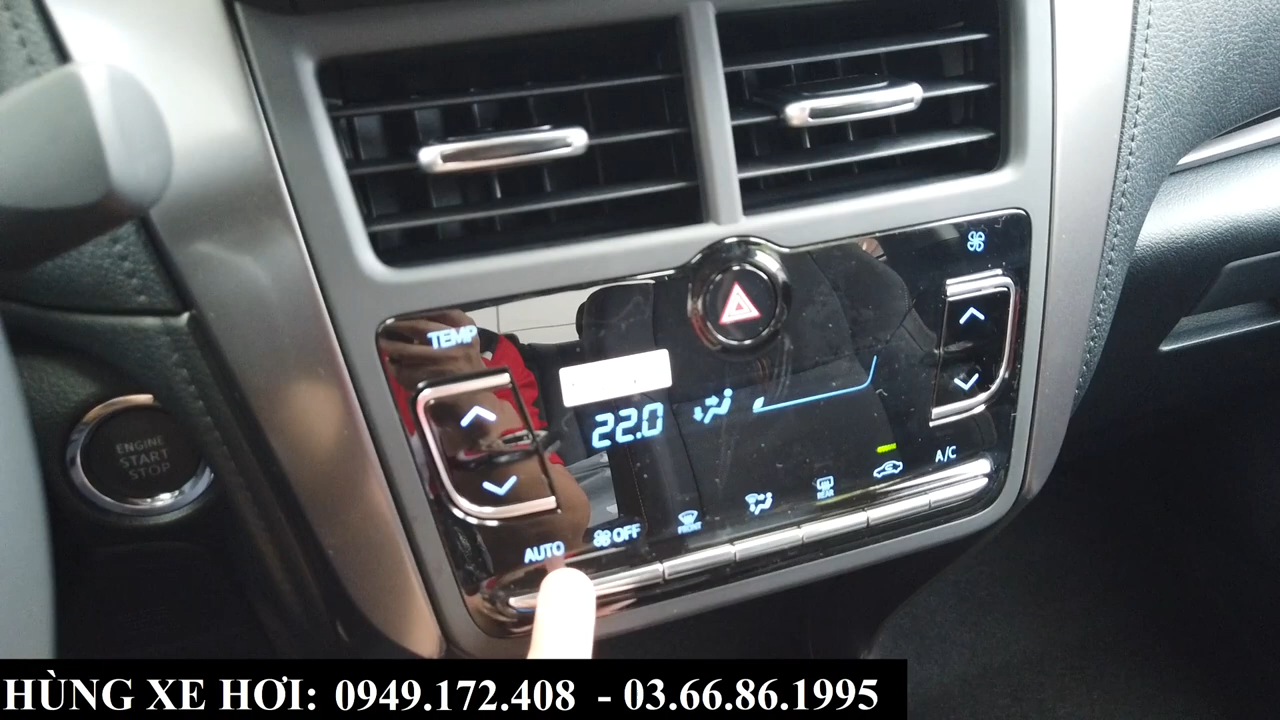 TEMP
22.0
ENGINE
START
STOP
AUTO
OFF
FRONT
REAR
A/C
HÙNG XE HƠI: 0949.172.408 - 03.66.86.1995